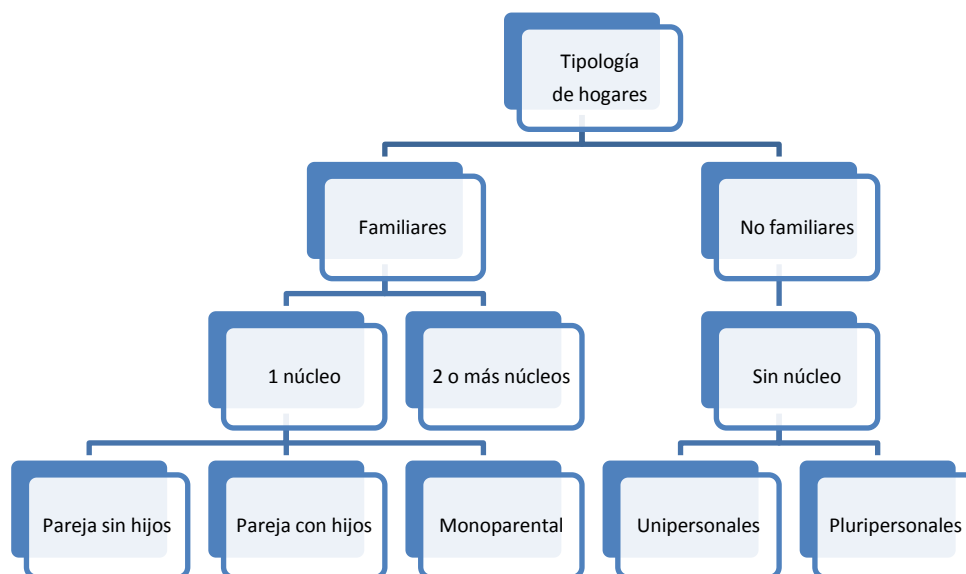 Tipología
de hogares
Familiares
No familiares
1 núcleo
2 o más núcleos
Sin núcleo
Pareja sin hijos
Pareja con hijos
Monoparental
Unipersonales
Pluripersonales